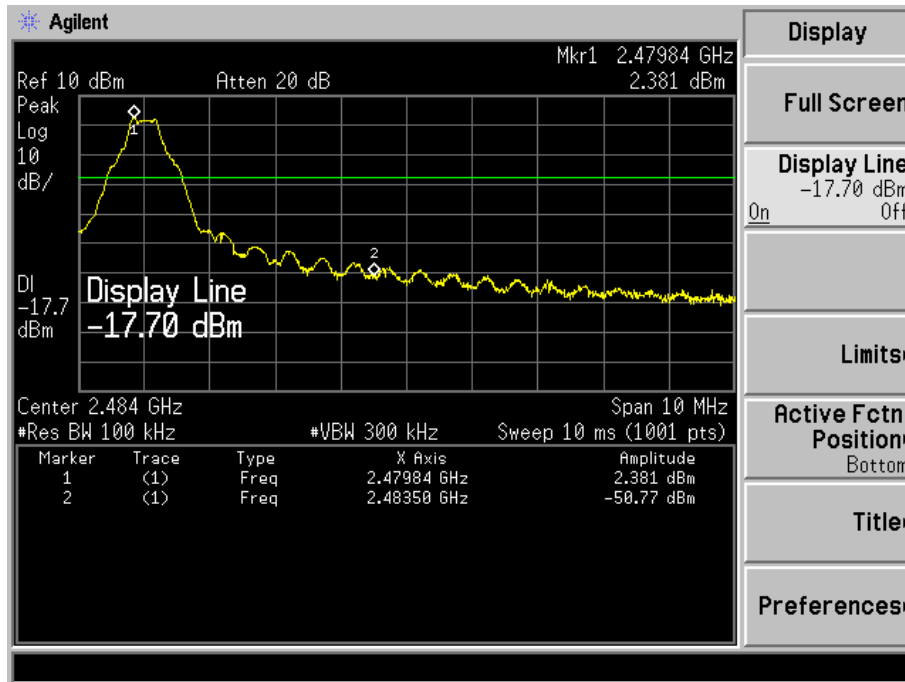 Agilent
Mkr1 2.47984 GHz
Ref 10 dBm Atten 20 dB 2.381 dBm
Peak
Log
10
dB/
1
2
DI
-17.7
dBm
Display Line
-17.70 dBm
Center 2.484 GHz Span 10 MHz
#Res BW 100 kHz #VBW 300 kHz Sweep 10 ms (1001 pts)
Marker Trace Type X Axis Amplitude
1 (1) Freq 2.47984 GHz 2.381 dBm
2 (1) Freq 2.48350 GHz -50.77 dBm
Display
Full Screen
Display Line
-17.70 dBm
On Off
Limits
Active Fctn
Position
Bottom
Title
Preferences